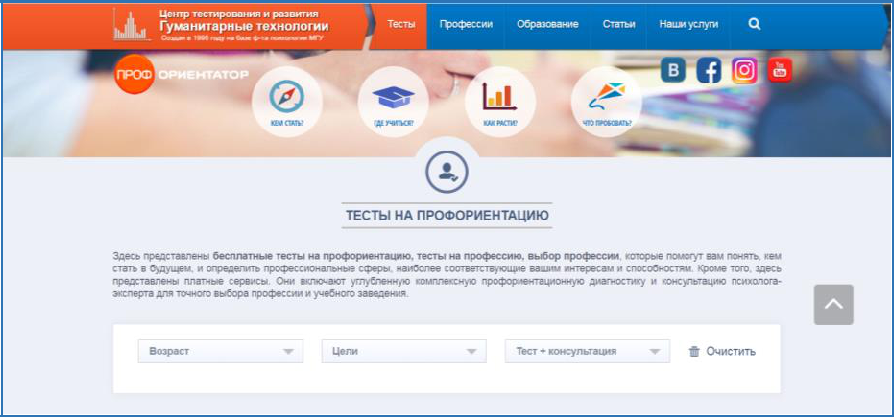 Центр тестирования и развития
Гуманитарные технологии
Создан в 1990 году на базе ф-та психологии МГУ
Тесты
Профессии
Образование
Статьи
Наши услуги
ПРОФ ОРИЕНТАТОР
В
f
You
Tube
КЕМ СТАТЬ?
ГДЕ УЧИТЬСЯ?
КАК РАСТИ?
ЧТО ПРОБОВАТЬ?
ТЕСТЫ НА ПРОФОРИЕНТАЦИЮ
Здесь представлены бесплатные тесты на профориентацию, тесты на профессию, выбор профессии, которые помогут вам понять, кем
стать в будущем, и определить профессиональные сферы, наиболее соответствующие вашим интересам и способностям. Кроме того, здесь
представлены платные сервисы. Они включают углубленную комплексную профориентационную диагностику и консультацию психолога-
эксперта для точного выбора профессии и учебного заведения.
Возраст
Цели
Тест + консультация
Очистить